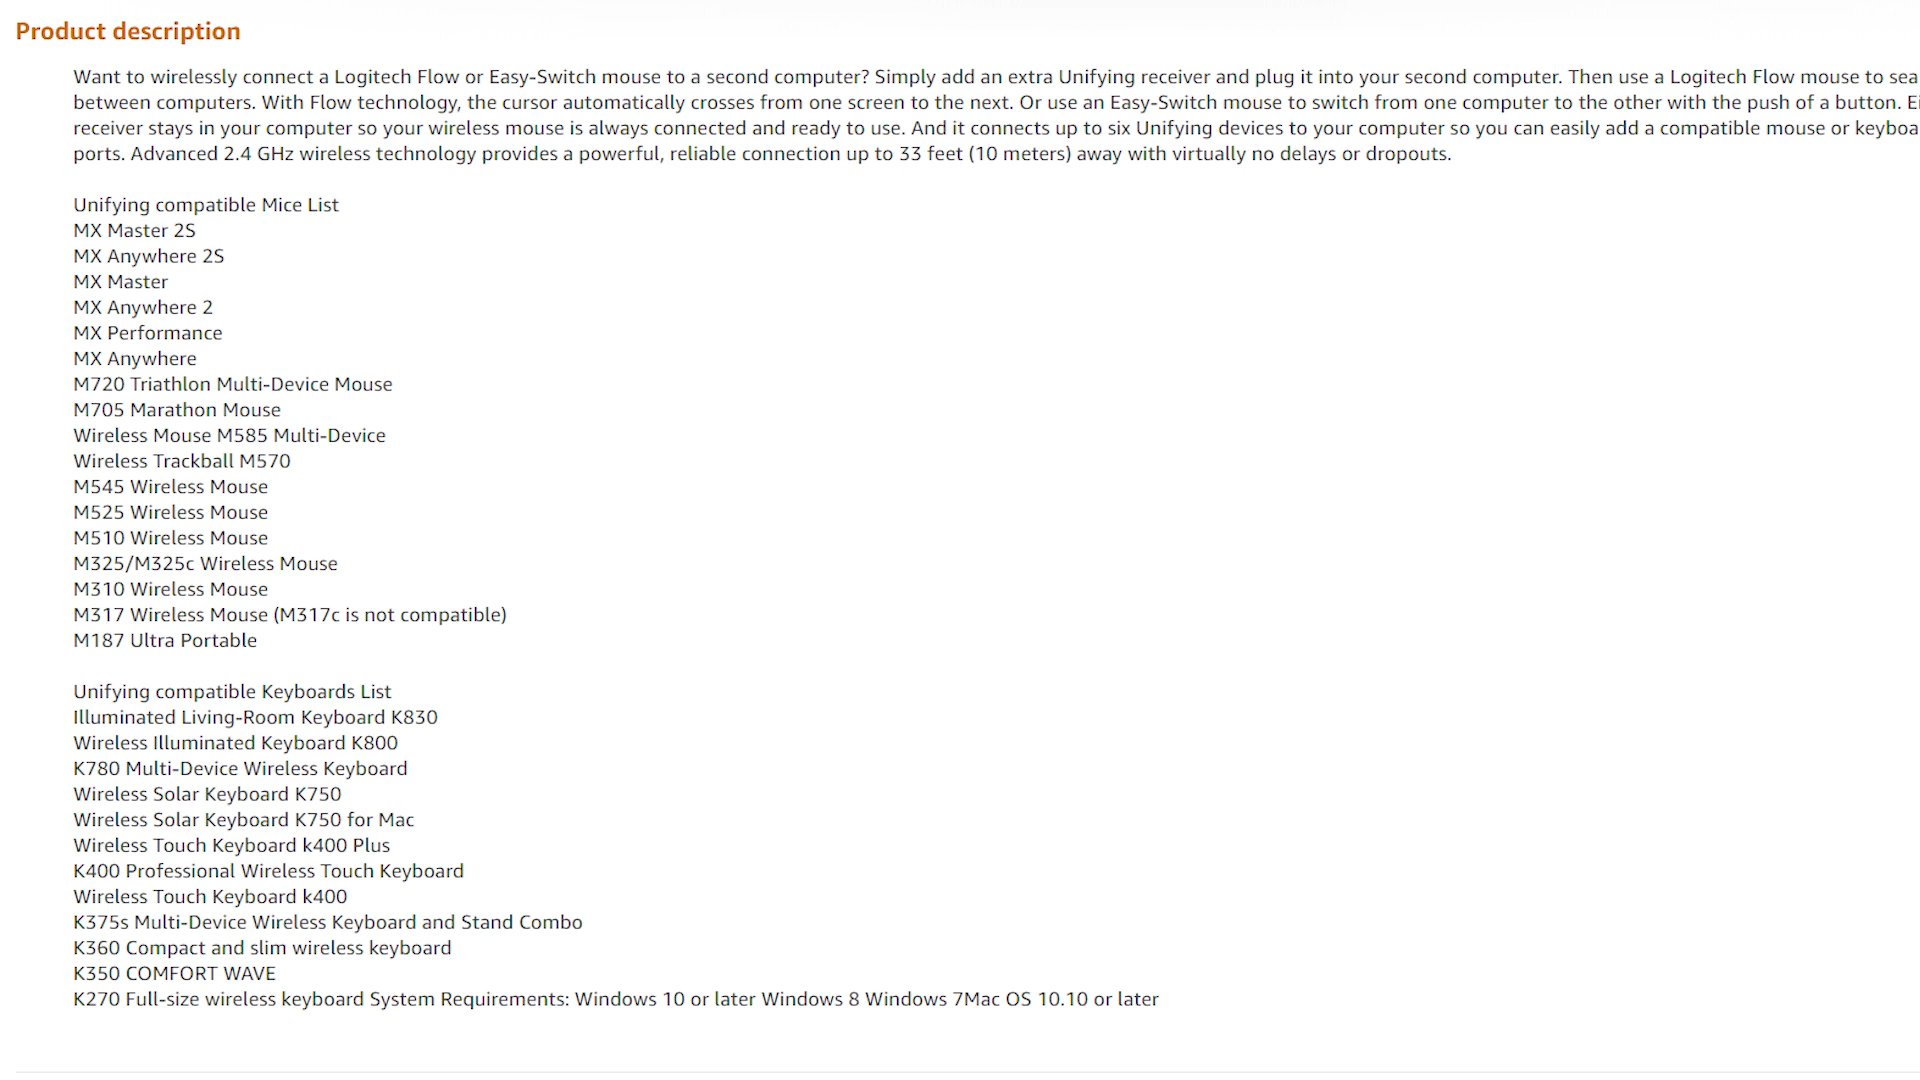 Product description
Want to wirelessly connect a Logitech Flow or Easy-Switch mouse to a second computer? Simply add an extra Unifying receiver and plug it into your second computer. Then use a Logitech Flow mouse to
between computers. With Flow technology, the cursor automatically crosses from one screen to the next. Or use an Easy-Switch mouse to switch from one computer to the other with the push of a button.
receiver stays in your computer so your wireless mouse is always connected and ready to use. And it connects up to six Unifying devices to your computer so you can easily add a compatible mouse or
ports. Advanced 2.4 GHz wireless technology provides a powerful, reliable connection up to 33 feet (10 meters) away with virtually no delays or dropouts.
Unifying compatible Mice List
MX Master 2S
MX Anywhere 2S
MX Master
MX Anywhere 2
MX Performance
MX Anywhere
M720 Triathlon Multi-Device Mouse
M705 Marathon Mouse
Wireless Mouse M585 Multi-Device
Wireless Trackball M570
M545 Wireless Mouse
M525 Wireless Mouse
M510 Wireless Mouse
M325/M325c Wireless Mouse
M310 Wireless Mouse
M317 Wireless Mouse (M317c is not compatible)
M187 Ultra Portable
Unifying compatible Keyboards List
Illuminated Living-Room Keyboard K830
Wireless Illuminated Keyboard K800
K780 Multi-Device Wireless Keyboard
Wireless Solar Keyboard K750
Wireless Solar Keyboard K750 for Mac
Wireless Touch Keyboard k400 Plus
K400 Professional Wireless Touch Keyboard
Wireless Touch Keyboard k400
K375s Multi-Device Wireless Keyboard and Stand Combo
K360 Compact and slim wireless keyboard
K350 COMFORT WAVE
K270 Full-size wireless keyboard System Requirements: Windows 10 or later Windows 8 Windows 7Mac OS 10.10 or later